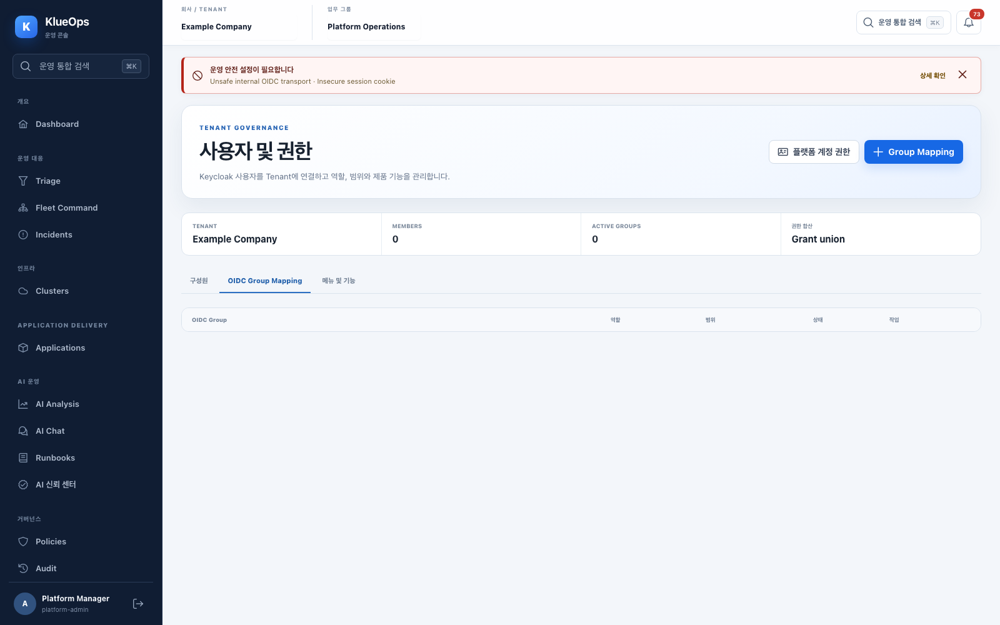 K
KlueOps
운영 콘솔
운영 통합 검색
⌘K
개요
Dashboard
운영 대응
Triage
Fleet Command
Incidents
인프라
Clusters
APPLICATION DELIVERY
Applications
AI 운영
AI Analysis
AI Chat
Runbooks
AI 신뢰 센터
거버넌스
Policies
Audit
A
Platform Manager
platform-admin
회사 / TENANT
Example Company
업무 그룹
Platform Operations
운영 통합 검색
⌘K
73
운영 안전 설정이 필요합니다
Unsafe internal OIDC transport · Insecure session cookie
상세 확인
TENANT GOVERNANCE
사용자 및 권한
Keycloak 사용자를 Tenant에 연결하고 역할, 범위와 제품 기능을 관리합니다.
플랫폼 계정 권한
Group Mapping
TENANT
Example Company
MEMBERS
0
ACTIVE GROUPS
0
권한 합산
Grant union
구성원
OIDC Group Mapping
메뉴 및 기능
OIDC Group
역할
범위
상태
작업